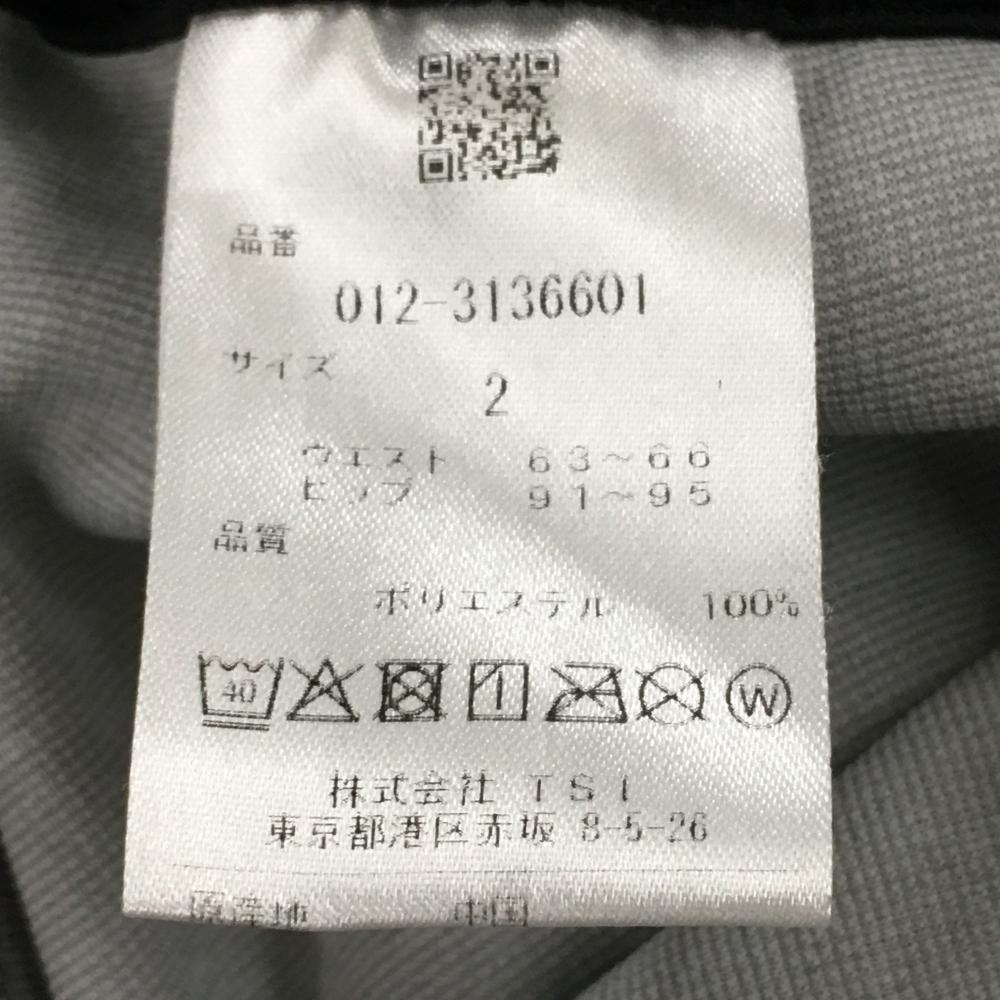 品番
012-3136601
サイズ
2
ウエスト 63~66
ヒップ 91~95
品質
ポリエステル 100%
40 W
株式会社 TSI
東京都港区赤坂 8-5-26
原産地 中国